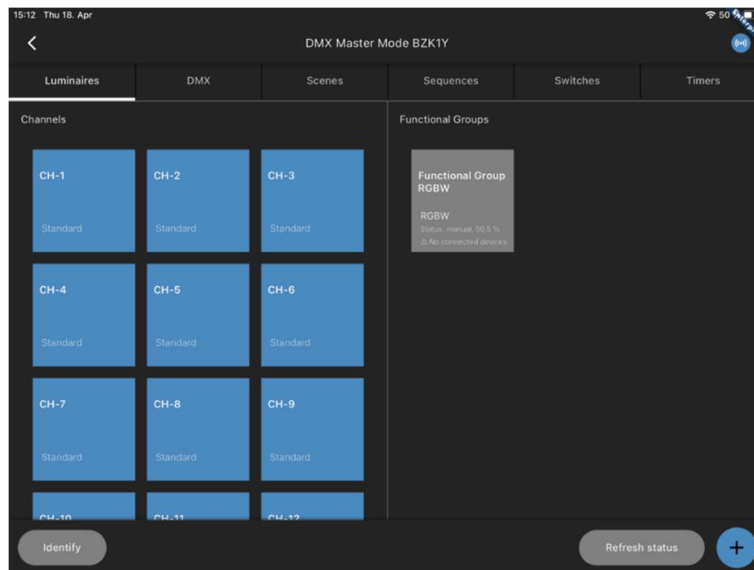 15:12 Thu 18. Apr
50
DMX Master Mode BZK1Y
Luminaires DMX Scenes Sequences Switches Timers
Channels
Functional Groups
CH-1
Standard
CH-2
Standard
CH-3
Standard
Functional Group
RGBW
RGBW
Status: manual, 50.5 %
No connected devices
CH-4
Standard
CH-5
Standard
CH-6
Standard
CH-7
Standard
CH-8
Standard
CH-9
Standard
CH-10
CH-11
CH-12
Identify
Refresh status
+